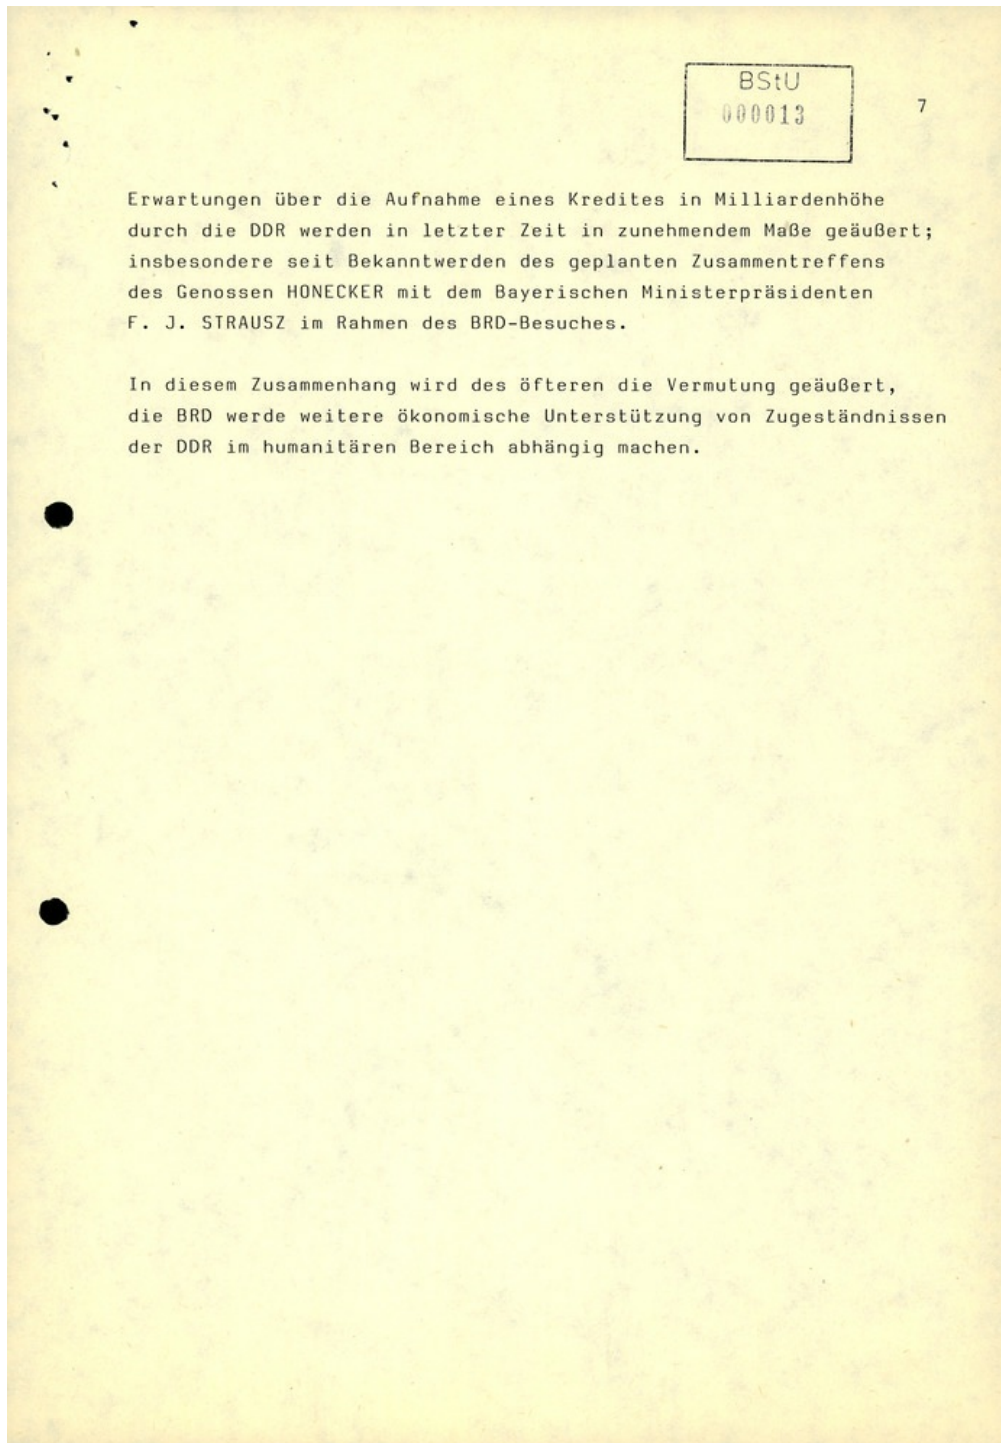 BStU
000013
7
Erwartungen über die Aufnahme eines Kredites in Milliardenhöhe
durch die DDR werden in letzter Zeit in zunehmendem Maße geäußert;
insbesondere seit Bekanntwerden des geplanten Zusammentreffens
des Genossen HONECKER mit dem Bayerischen Ministerpräsidenten
F. J. STRAUSZ im Rahmen des BRD-Besuches.
In diesem Zusammenhang wird des öfteren die Vermutung geäußert,
die BRD werde weitere ökonomische Unterstützung von Zugeständnissen
der DDR im humanitären Bereich abhängig machen.